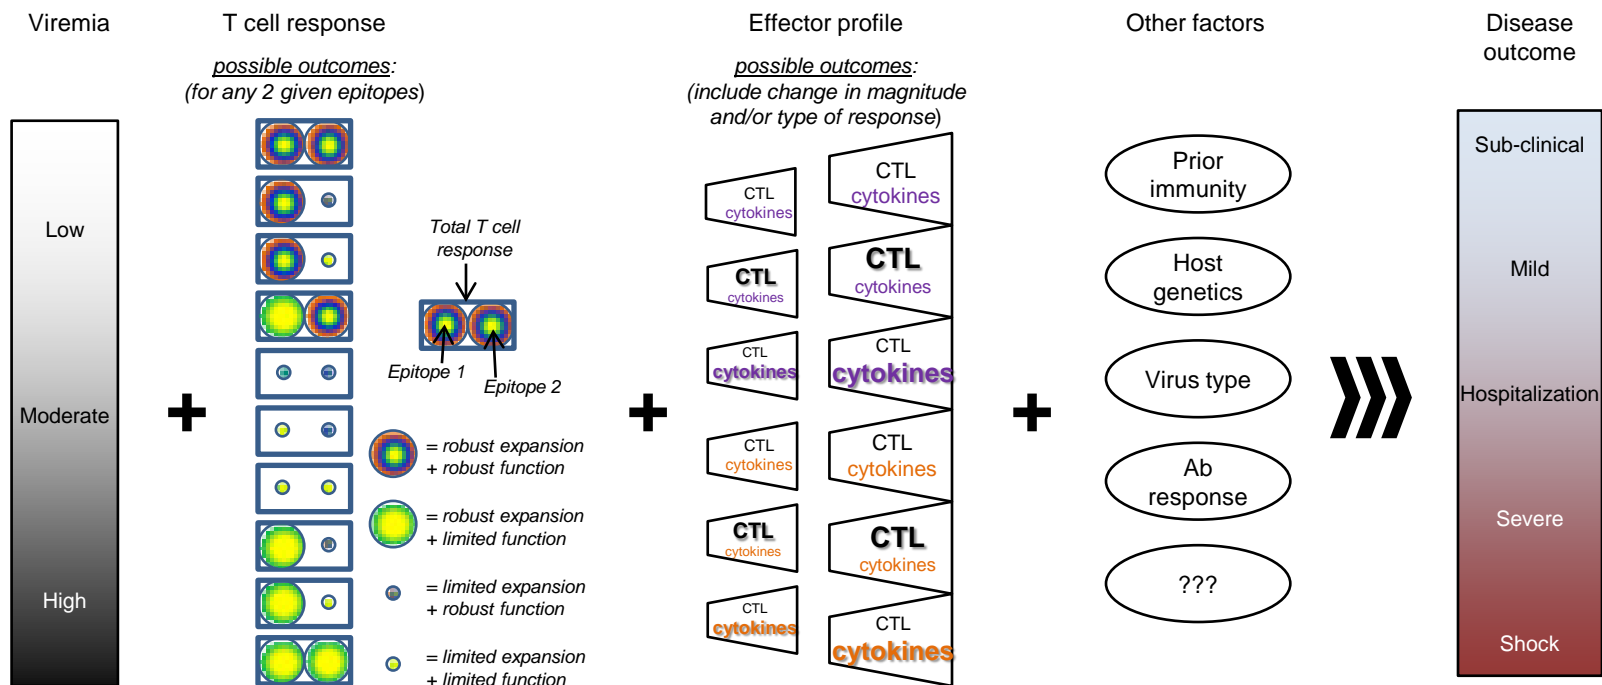 Viremia
Low
Moderate
High
T cell response
possible outcomes:
(for any 2 given epitopes)
Total T cell
response
Epitope 1
Epitope 2
= robust expansion
+ robust function
= robust expansion
+ limited function
= limited expansion
+ robust function
= limited expansion
+ limited function
Effector profile
possible outcomes:
(include change in magnitude
and/or type of response)
CTL
cytokines
CTL
cytokines
CTL
cytokines
CTL
cytokines
CTL
cytokines
CTL
cytokines
CTL
cytokines
CTL
cytokines
CTL
cytokines
CTL
cytokines
CTL
cytokines
CTL
cytokines
Other factors
Prior
immunity
Host
genetics
Virus type
Ab
response
???
Disease
outcome
Sub-clinical
Mild
Hospitalization
Severe
Shock